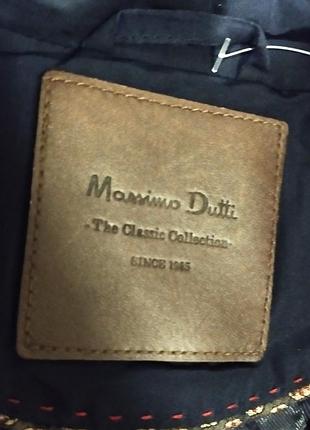 Massimo Dutti
- The Classic Collection -
SINCE 1985